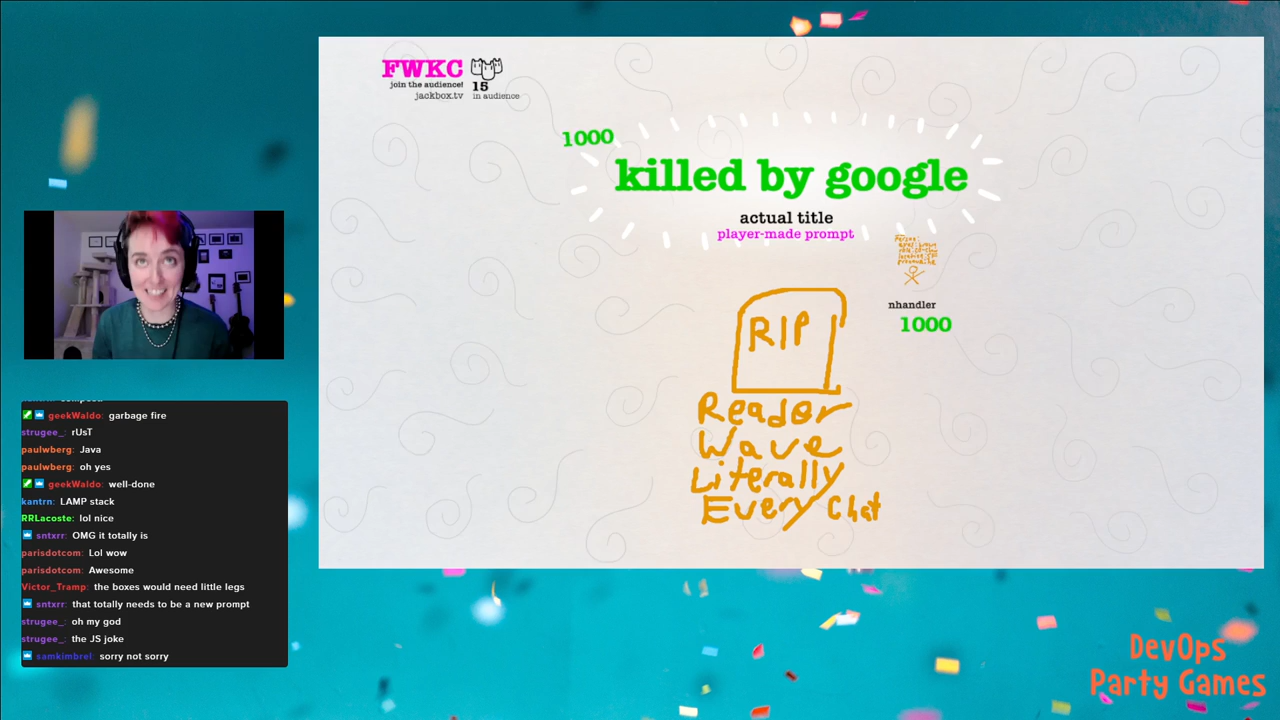 FWKC
join the audience!
jackbox.tv
15
in audience
1000
killed by google
actual title
player-made prompt
nhandler
1000
RIP
Reader
Wave
Literally
Every Chat
geekWaldo: garbage fire
strugee_: rUsT
paulwberg: Java
paulwberg: oh yes
geekWaldo: well-done
kantrn: LAMP stack
RRLacoste: lol nice
sntxrr: OMG it totally is
parisdotcom: Lol wow
parisdotcom: Awesome
Victor_Tramp: the boxes would need little legs
sntxrr: that totally needs to be a new prompt
strugee_: oh my god
strugee_: the JS joke
samkimbrel: sorry not sorry
DevOps
Party Games